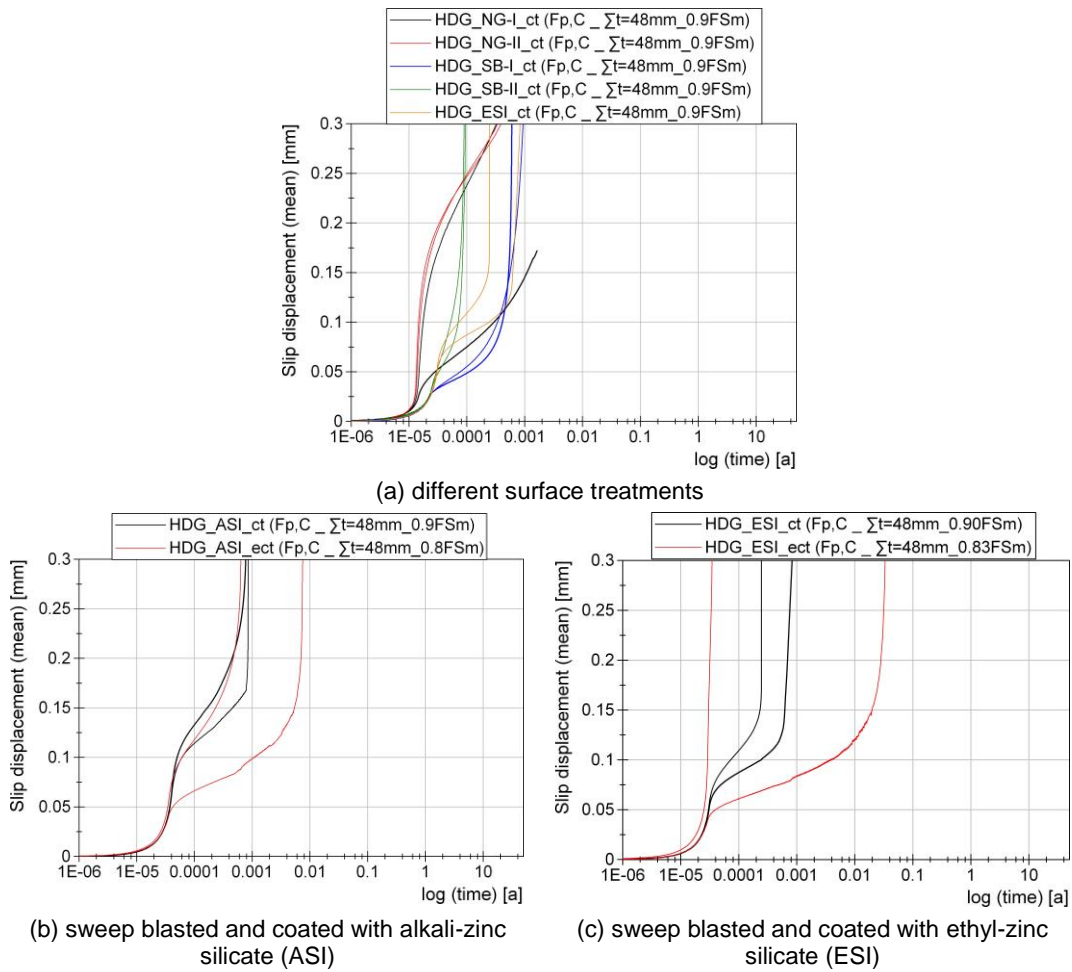 HDG_NG-I_ct (Fp,C _ ∑t=48mm_0.9FSm)
HDG_NG-II_ct (Fp,C _ ∑t=48mm_0.9FSm)
HDG_SB-I_ct (Fp,C _ ∑t=48mm_0.9FSm)
HDG_SB-II_ct (Fp,C _ ∑t=48mm_0.9FSm)
HDG_ESI_ct (Fp,C _ ∑t=48mm_0.9FSm)
Slip displacement (mean) [mm]
0.3
0.25
0.2
0.15
0.1
0.05
0
1E-06 1E-05 0.0001 0.001 0.01 0.1 1 10
log (time) [a]
(a) different surface treatments
HDG_ASI_ct (Fp,C _ ∑t=48mm_0.9FSm)
HDG_ASI_ect (Fp,C _ ∑t=48mm_0.8FSm)
Slip displacement (mean) [mm]
0.3
0.25
0.2
0.15
0.1
0.05
0
1E-06 1E-05 0.0001 0.001 0.01 0.1 1 10
log (time) [a]
(b) sweep blasted and coated with alkali-zinc
silicate (ASI)
HDG_ESI_ct (Fp,C _ ∑t=48mm_0.90FSm)
HDG_ESI_ect (Fp,C _ ∑t=48mm_0.83FSm)
Slip displacement (mean) [mm]
0.3
0.25
0.2
0.15
0.1
0.05
0
1E-06 1E-05 0.0001 0.001 0.01 0.1 1 10
log (time) [a]
(c) sweep blasted and coated with ethyl-zinc
silicate (ESI)